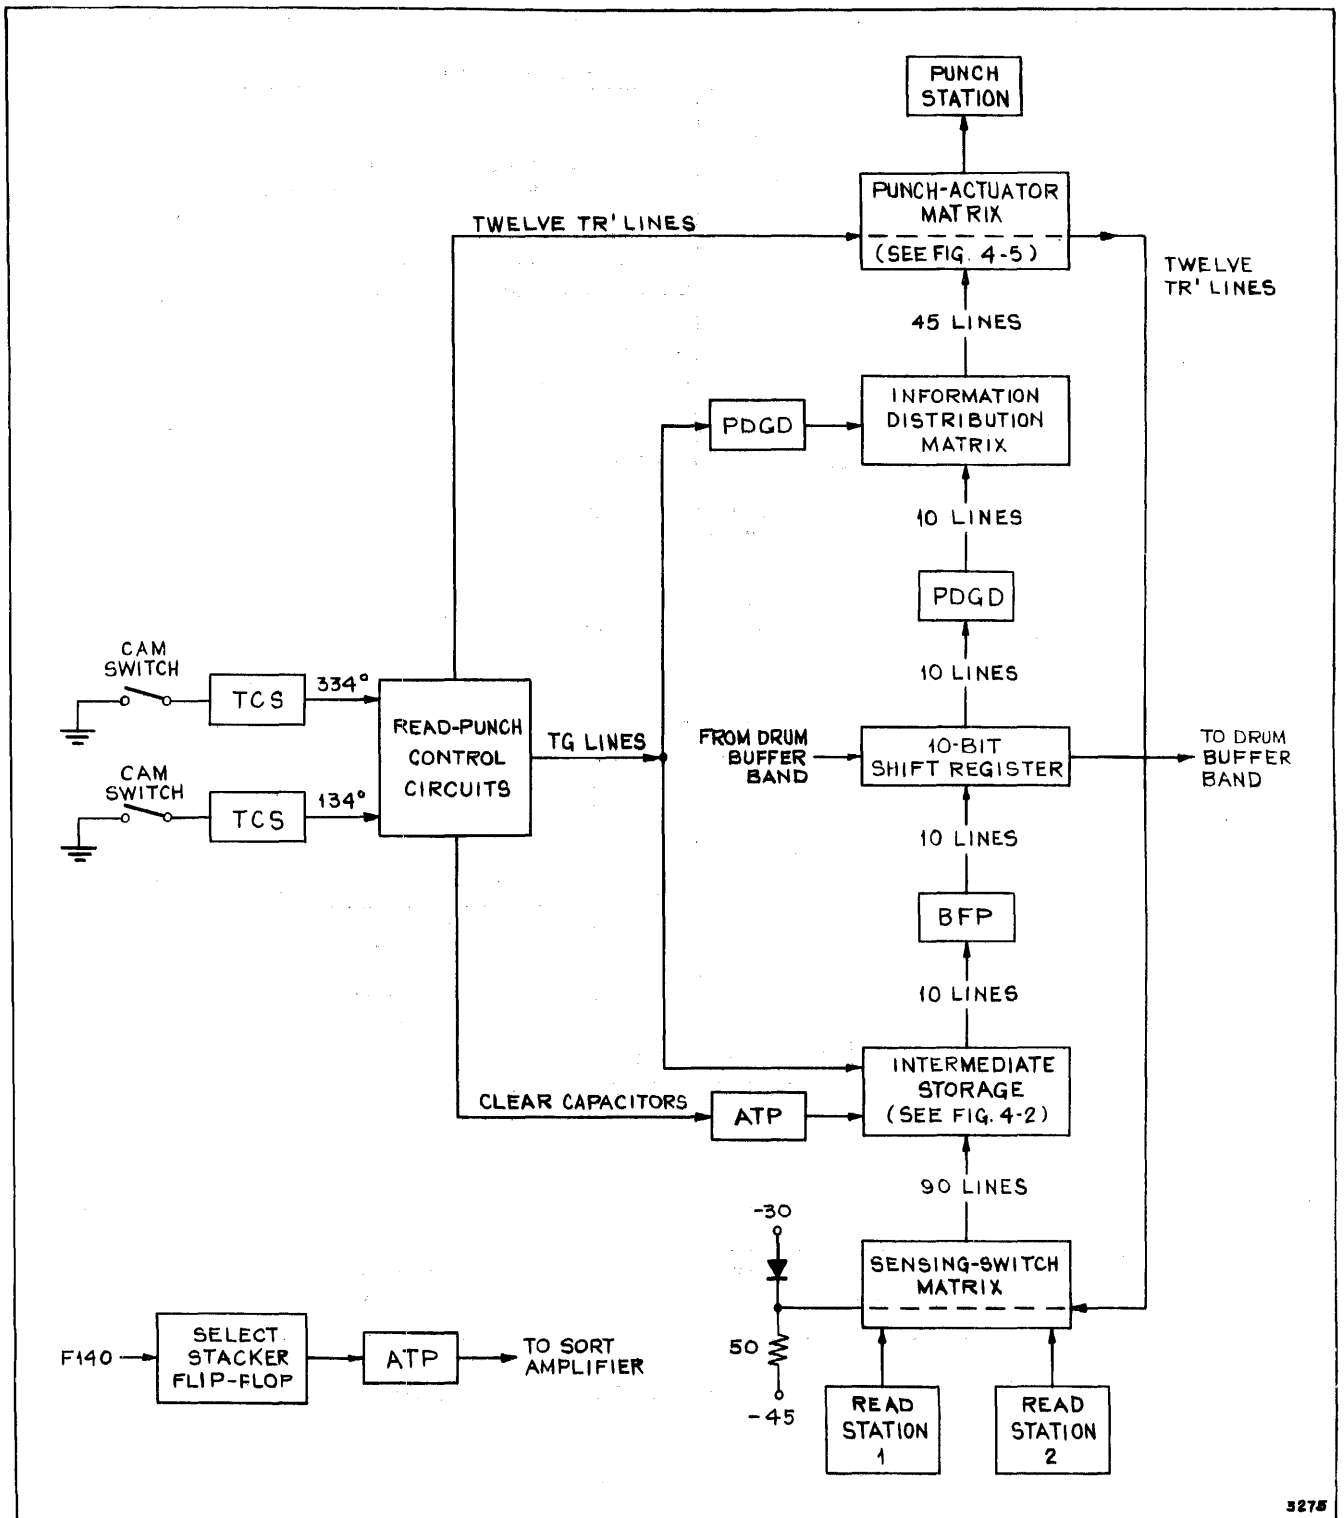 PUNCH
STATION
PUNCH-ACTUATOR
MATRIX
(SEE FIG. 4-5)
TWELVE TR' LINES
TWELVE
TR' LINES
45 LINES
INFORMATION
DISTRIBUTION
MATRIX
PDGD
10 LINES
PDGD
10 LINES
CAM
SWITCH
TCS
334°
READ-PUNCH
CONTROL
CIRCUITS
TG LINES
FROM DRUM
BUFFER
BAND
10-BIT
SHIFT REGISTER
TO DRUM
BUFFER
BAND
CAM
SWITCH
TCS
134°
10 LINES
BFP
10 LINES
INTERMEDIATE
STORAGE
(SEE FIG. 4-2)
CLEAR CAPACITORS
ATP
90 LINES
-30
SENSING-SWITCH
MATRIX
50
-45
READ
STATION
1
READ
STATION
2
F140
SELECT
STACKER
FLIP-FLOP
ATP
TO SORT
AMPLIFIER
3275